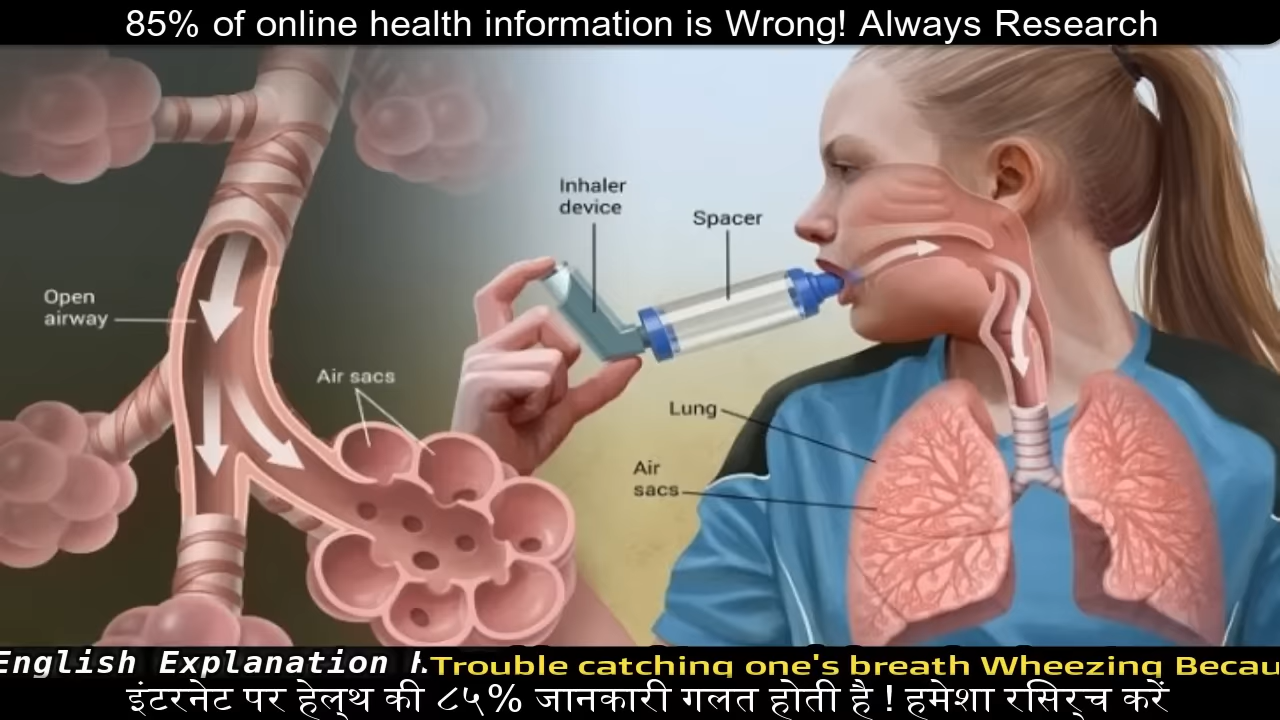 85% of online health information is Wrong! Always Research
Inhaler
device
Spacer
Open
airway
Air sacs
Lung
Air
sacs
English Explanation
.Trouble catching one's breath Wheezing Becau
इंटरनेट पर हेल्थ की ८५% जानकारी गलत होती है ! हमेशा रिसर्च करें